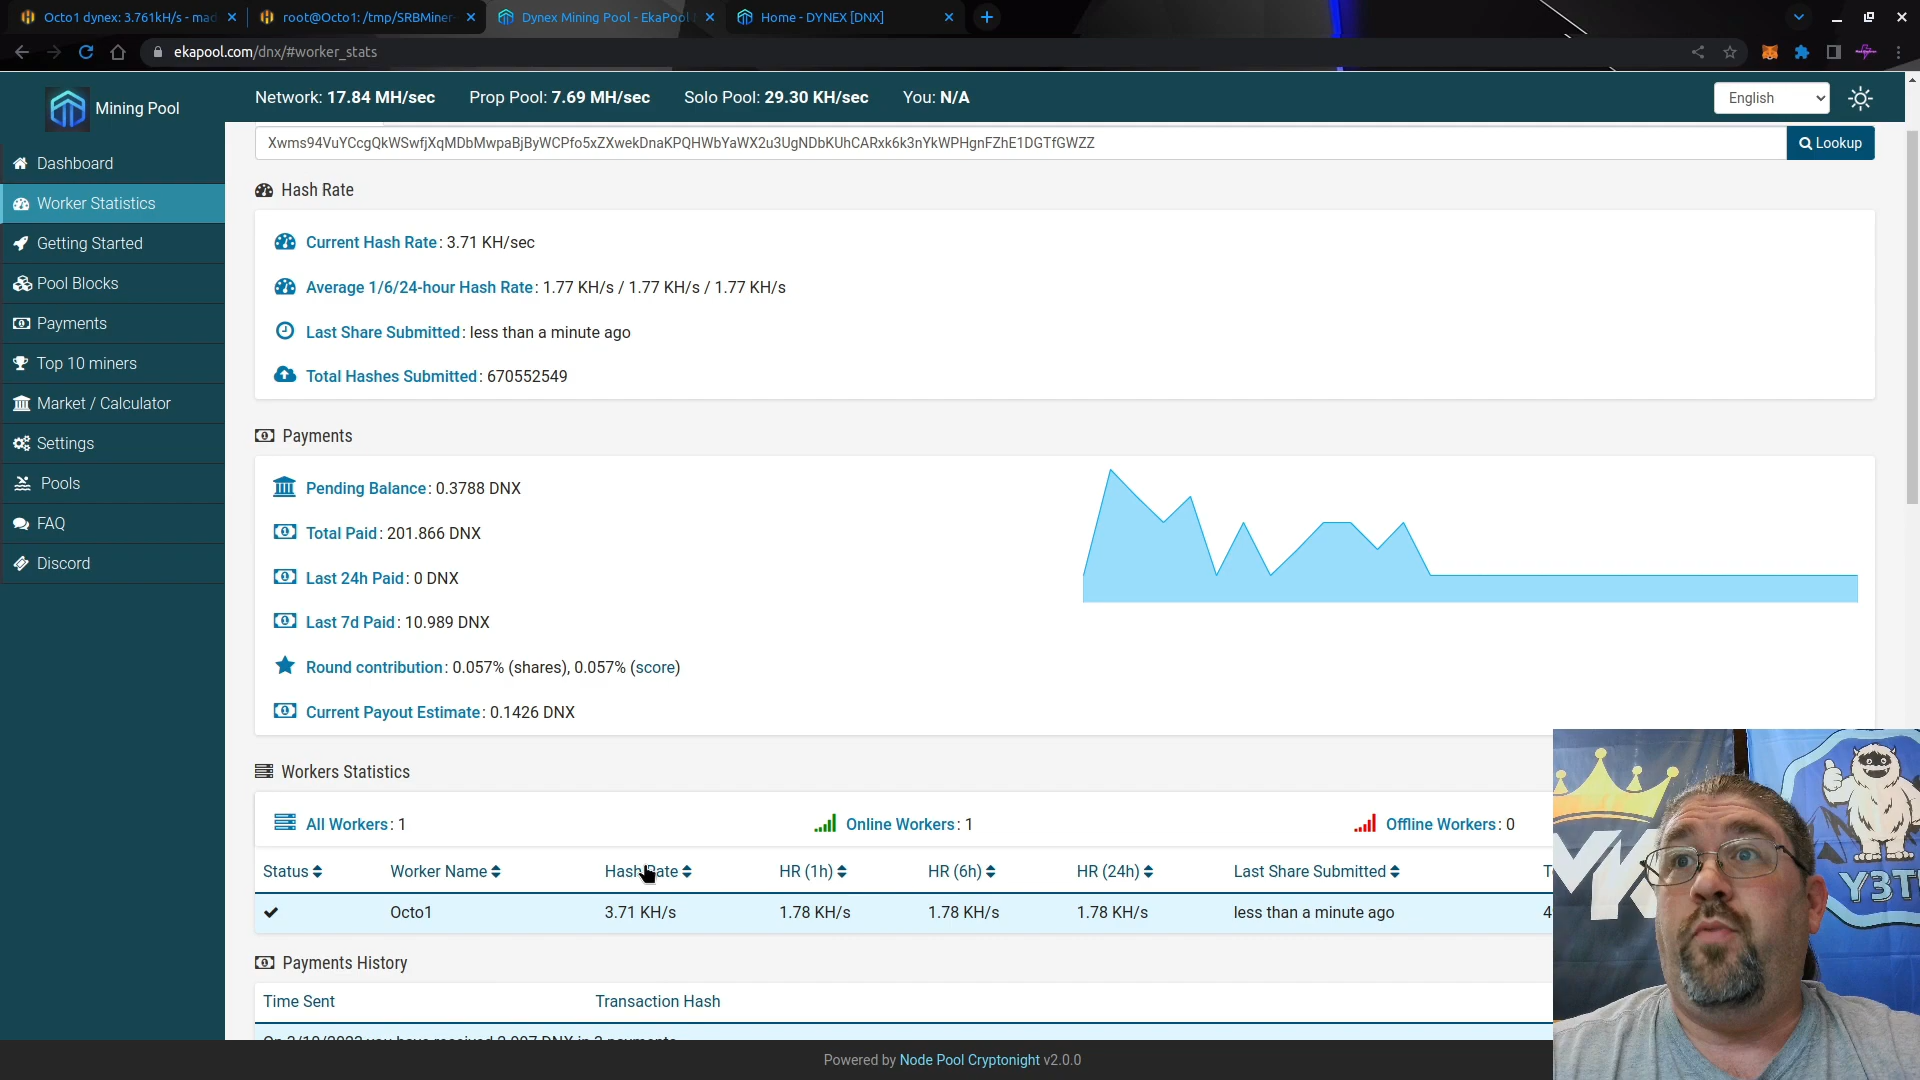 Octo1 dynex: 3.761kH/s - mad
root@Octo1: /tmp/SRBMiner-
Dynex Mining Pool - EkaPool
Home - DYNEX [DNX]
ekapool.com/dnx/#worker_stats
Mining Pool
Network: 17.84 MH/sec
Prop Pool: 7.69 MH/sec
Solo Pool: 29.30 KH/sec
You: N/A
English
Xwms94VuYCcgQkWSwfjXqMDbMwpaBjByWCPfo5xZXwekDnaKPQHWbYaWX2u3UgNDbKUhCARxk6k3nYkWPHgnFZhE1DGTfGWZZ
Lookup
Dashboard
Worker Statistics
Getting Started
Pool Blocks
Payments
Top 10 miners
Market / Calculator
Settings
Pools
FAQ
Discord
Hash Rate
Current Hash Rate: 3.71 KH/sec
Average 1/6/24-hour Hash Rate: 1.77 KH/s / 1.77 KH/s / 1.77 KH/s
Last Share Submitted: less than a minute ago
Total Hashes Submitted: 670552549
Payments
Pending Balance: 0.3788 DNX
Total Paid: 201.866 DNX
Last 24h Paid: 0 DNX
Last 7d Paid: 10.989 DNX
Round contribution: 0.057% (shares), 0.057% (score)
Current Payout Estimate: 0.1426 DNX
Workers Statistics
All Workers: 1
Online Workers: 1
Offline Workers: 0
Status Worker Name Hash Rate HR (1h) HR (6h) HR (24h) Last Share Submitted
Octo1 3.71 KH/s 1.78 KH/s 1.78 KH/s 1.78 KH/s less than a minute ago 4
Payments History
Time Sent Transaction Hash
Powered by Node Pool Cryptonight v2.0.0
VK
Y3TI